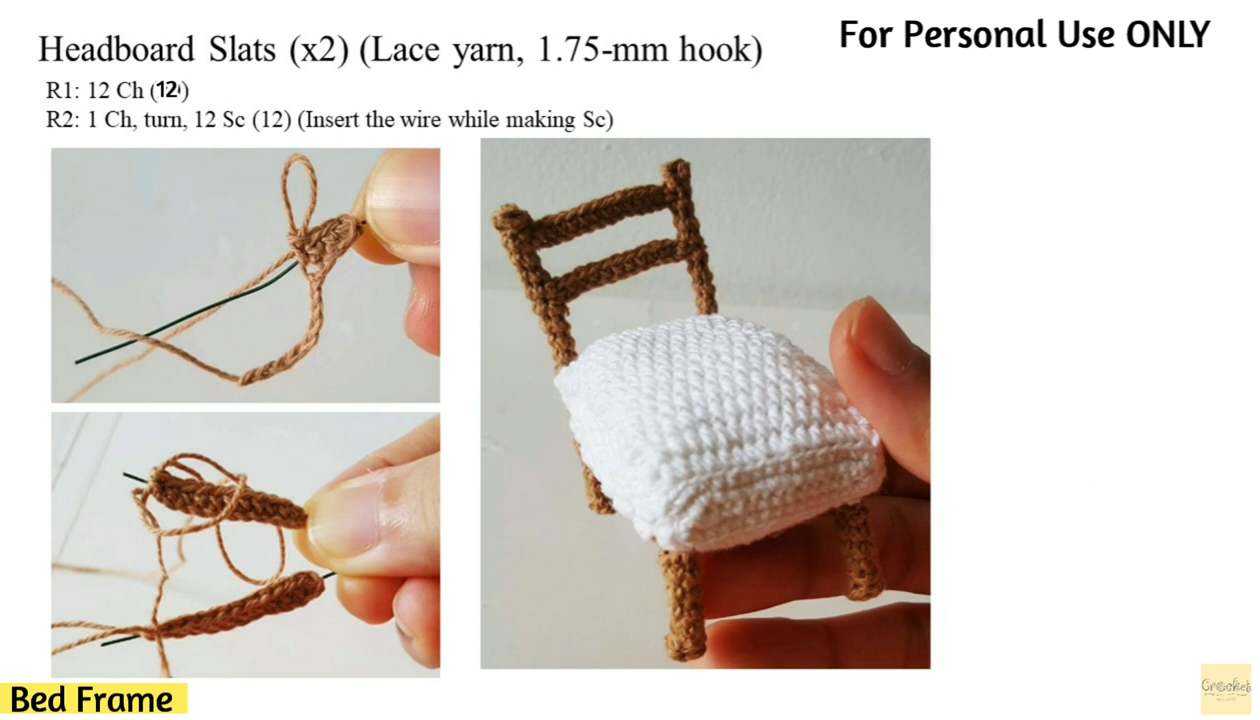 Headboard Slats (x2) (Lace yarn, 1.75-mm hook)
For Personal Use ONLY
R1: 12 Ch (12)
R2: 1 Ch, turn, 12 Sc (12) (Insert the wire while making Sc)
Bed Frame
Crochet